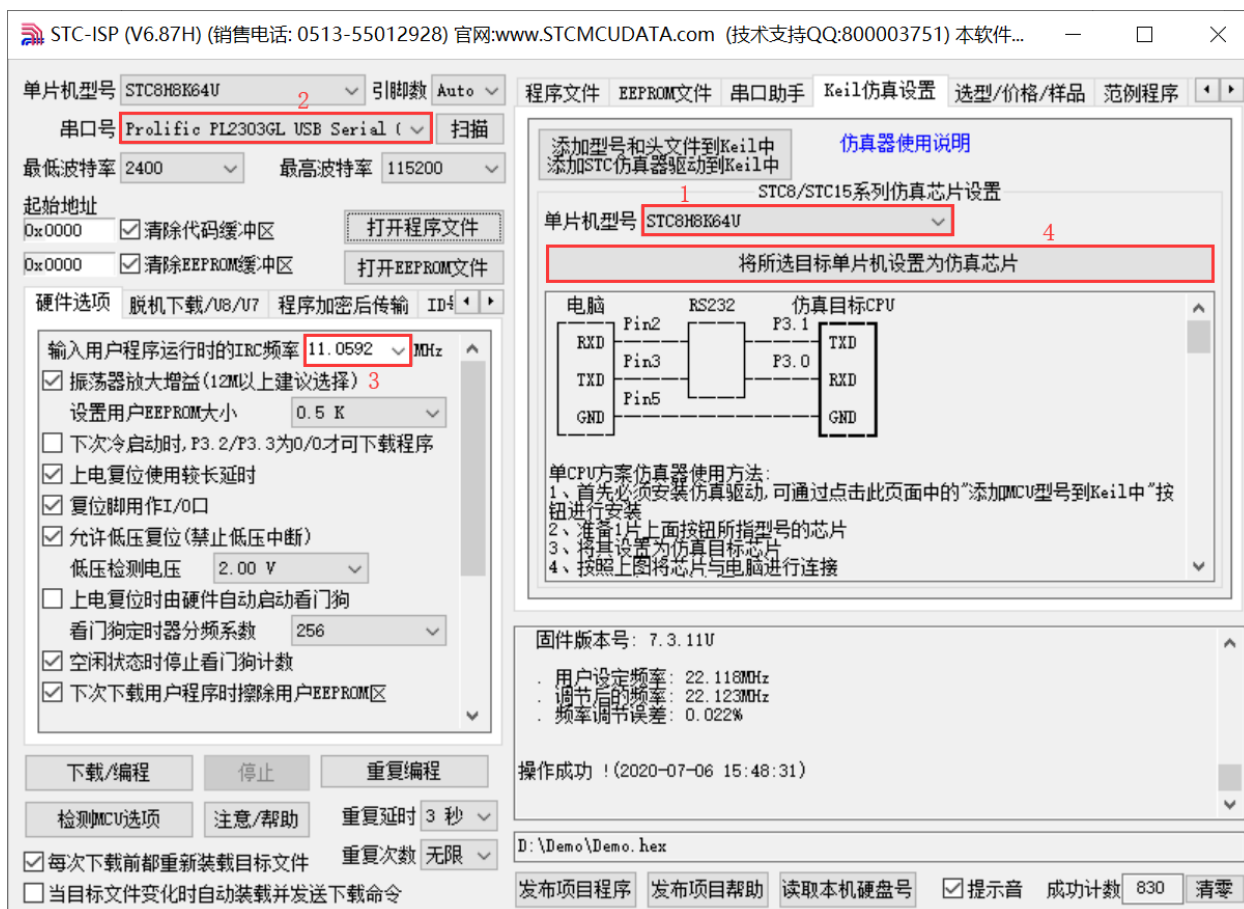 STC-ISP (V6.87H) (销售电话: 0513-55012928) 官网:www.STCMCUDATA.com (技术支持QQ:800003751) 本软件...
单片机型号 STC8H8K64U 引脚数 Auto
2
串口号 Prolific PL2303GL USB Serial ( 扫描
最低波特率 2400 最高波特率 115200
起始地址
0x0000 清除代码缓冲区 打开程序文件
0x0000 清除EEPROM缓冲区 打开EEPROM文件
硬件选项 脱机下载/U8/U7 程序加密后传输
输入用户程序运行时的IRC频率 11.0592 MHz
振荡器放大增益(12M以上建议选择) 3
设置用户EEPROM大小 0.5 K
下次冷启动时,P3.2/P3.3为0/0才可下载程序
上电复位使用较长延时
复位脚用作I/O口
允许低压复位(禁止低压中断)
低压检测电压 2.00 V
上电复位时由硬件自动启动看门狗
看门狗定时器分频系数 256
空闲状态时停止看门狗计数
下次下载用户程序时擦除用户EEPROM区
下载/编程 停止 重复编程
检测MCU选项 注意/帮助 重复延时 3 秒
每次下载前都重新装载目标文件 重复次数 无限
当目标文件变化时自动装载并发送下载命令
程序文件 EEPROM文件 串口助手 Keil仿真设置 选型/价格/样品 范例程序
添加型号和头文件到Keil中
添加STC仿真器驱动到Keil中
仿真器使用说明
STC8/STC15系列仿真芯片设置
1
单片机型号 STC8H8K64U
4
将所选目标单片机设置为仿真芯片
电脑 RS232 仿真目标CPU
Pin2 P3.1
RXD TXD
Pin3 P3.0
TXD RXD
Pin5
GND GND
单CPU方案仿真器使用方法:
1、首先必须安装仿真驱动,可通过点击此页面中的"添加MCU型号到Keil中"按
钮进行安装
2、准备1片上面按钮所指型号的芯片
3、将其设置为仿真目标芯片
4、按照上图将芯片与电脑进行连接
固件版本号: 7.3.11U
. 用户设定频率: 22.118MHz
. 调节后的频率: 22.123MHz
. 频率调节误差: 0.022%
操作成功 !(2020-07-06 15:48:31)
D:\Demo\Demo.hex
发布项目程序 发布项目帮助 读取本机硬盘号 提示音 成功计数 830 清零